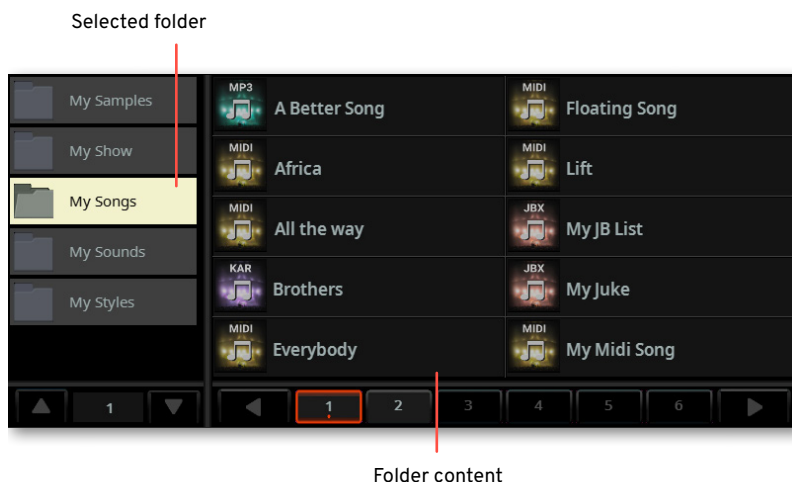 Selected folder
My Samples
My Show
My Songs
My Sounds
My Styles
1
MP3
A Better Song
MIDI
Africa
MIDI
All the way
KAR
Brothers
MIDI
Everybody
MIDI
Floating Song
MIDI
Lift
JBX
My JB List
JBX
My Juke
MIDI
My Midi Song
1 2 3 4 5 6
Folder content